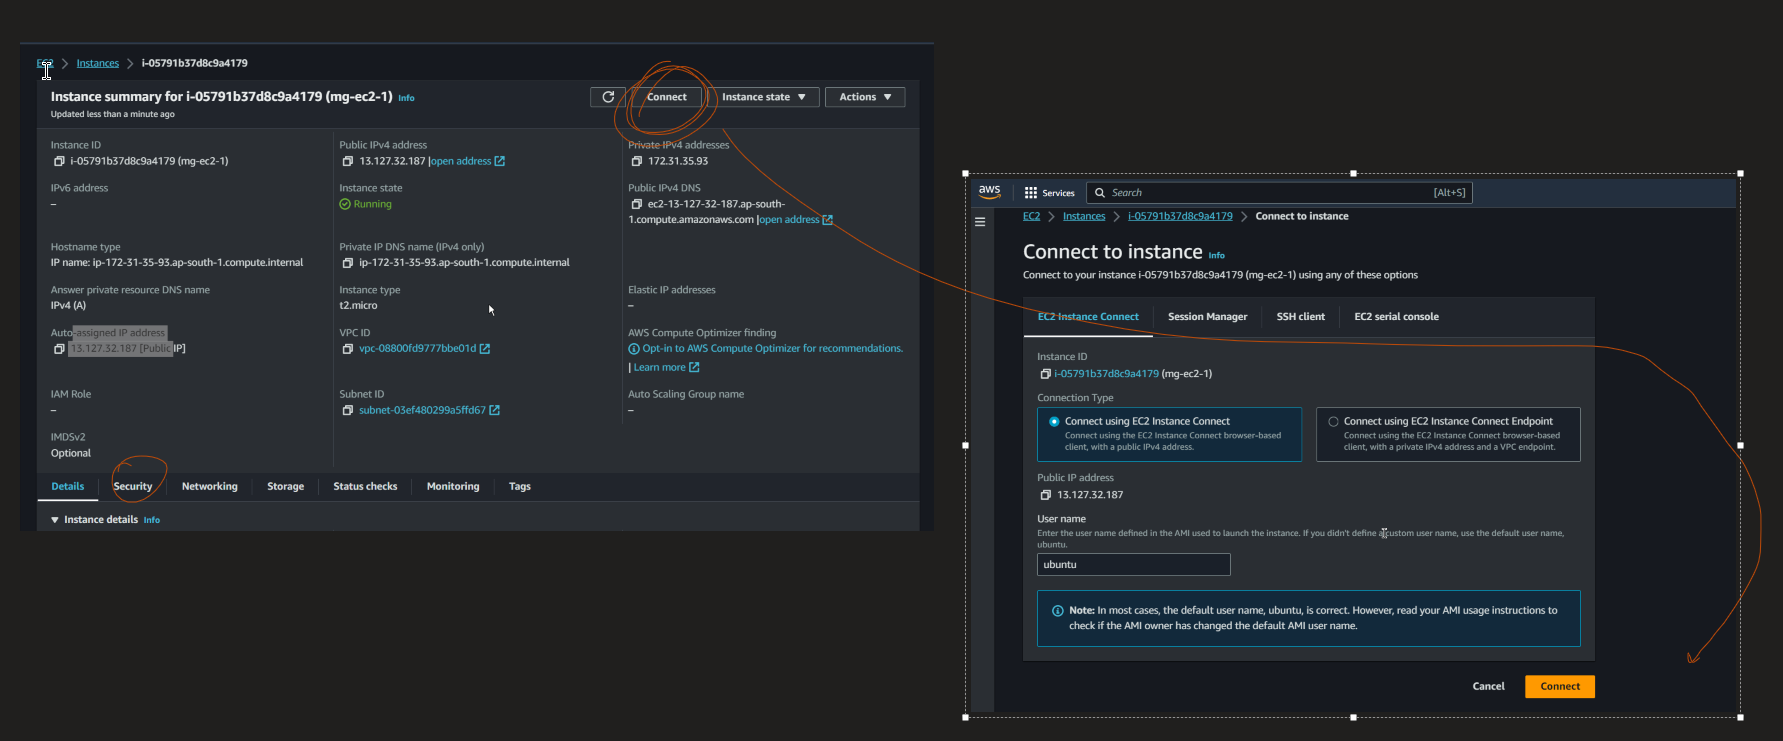 EC2 > Instances > i-05791b37d8c9a4179
Instance summary for i-05791b37d8c9a4179 (mg-ec2-1) Info
Updated less than a minute ago
Connect
Instance state ▼
Actions ▼
Instance ID
i-05791b37d8c9a4179 (mg-ec2-1)
Public IPv4 address
13.127.32.187 |open address
Private IPv4 addresses
172.31.35.93
IPv6 address
–
Instance state
Running
Public IPv4 DNS
ec2-13-127-32-187.ap-south-
1.compute.amazonaws.com |open address
Hostname type
IP name: ip-172-31-35-93.ap-south-1.compute.internal
Private IP DNS name (IPv4 only)
ip-172-31-35-93.ap-south-1.compute.internal
Answer private resource DNS name
IPv4 (A)
Instance type
t2.micro
Elastic IP addresses
–
Auto-assigned IP address
13.127.32.187 [Public IP]
VPC ID
vpc-08800fd9777bbe01d
AWS Compute Optimizer finding
Opt-in to AWS Compute Optimizer for recommendations.
| Learn more
IAM Role
–
Subnet ID
subnet-03ef480299a5ffd67
Auto Scaling Group name
–
IMDSv2
Optional
Details Security Networking Storage Status checks Monitoring Tags
▼ Instance details Info
aws Services Search [Alt+S]
EC2 > Instances > i-05791b37d8c9a4179 > Connect to instance
Connect to instance Info
Connect to your instance i-05791b37d8c9a4179 (mg-ec2-1) using any of these options
EC2 Instance Connect Session Manager SSH client EC2 serial console
Instance ID
i-05791b37d8c9a4179 (mg-ec2-1)
Connection Type
Connect using EC2 Instance Connect
Connect using the EC2 Instance Connect browser-based
client, with a public IPv4 address.
Connect using EC2 Instance Connect Endpoint
Connect using the EC2 Instance Connect browser-based
client, with a private IPv4 address and a VPC endpoint.
Public IP address
13.127.32.187
User name
Enter the user name defined in the AMI used to launch the instance. If you didn't define a custom user name, use the default user name,
ubuntu.
ubuntu
Note: In most cases, the default user name, ubuntu, is correct. However, read your AMI usage instructions to
check if the AMI owner has changed the default AMI user name.
Cancel Connect